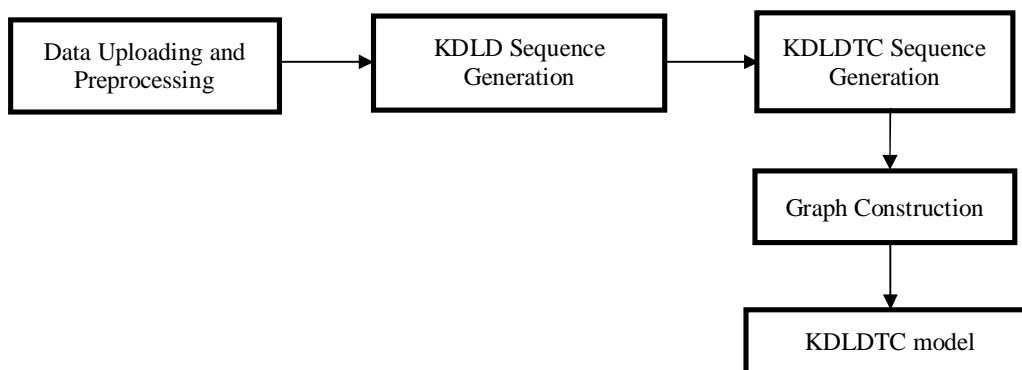 Data Uploading and
Preprocessing
KDLD Sequence
Generation
KDLDTC Sequence
Generation
Graph Construction
KDLDTC model